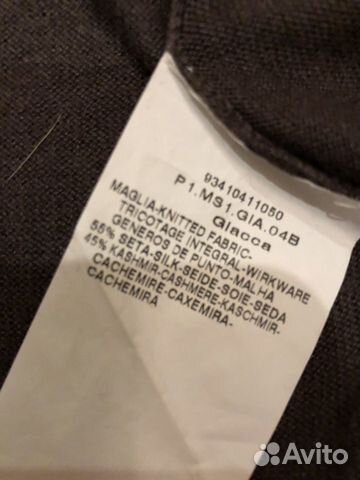 93410411050
P1.MS1.GIA.04B
Giacca
MAGLIA-KNITTED FABRIC-
TRICOTAGE INTEGRAL-WIRKWARE
GENEROS DE PUNTO-MALHA
55% SETA-SILK-SEIDE-SOIE-SEDA
45% KASHMIR-CASHMERE-KASCHMIR-
CACHEMIRE-CAXEMIRA-
CACHEMIRA
Avito